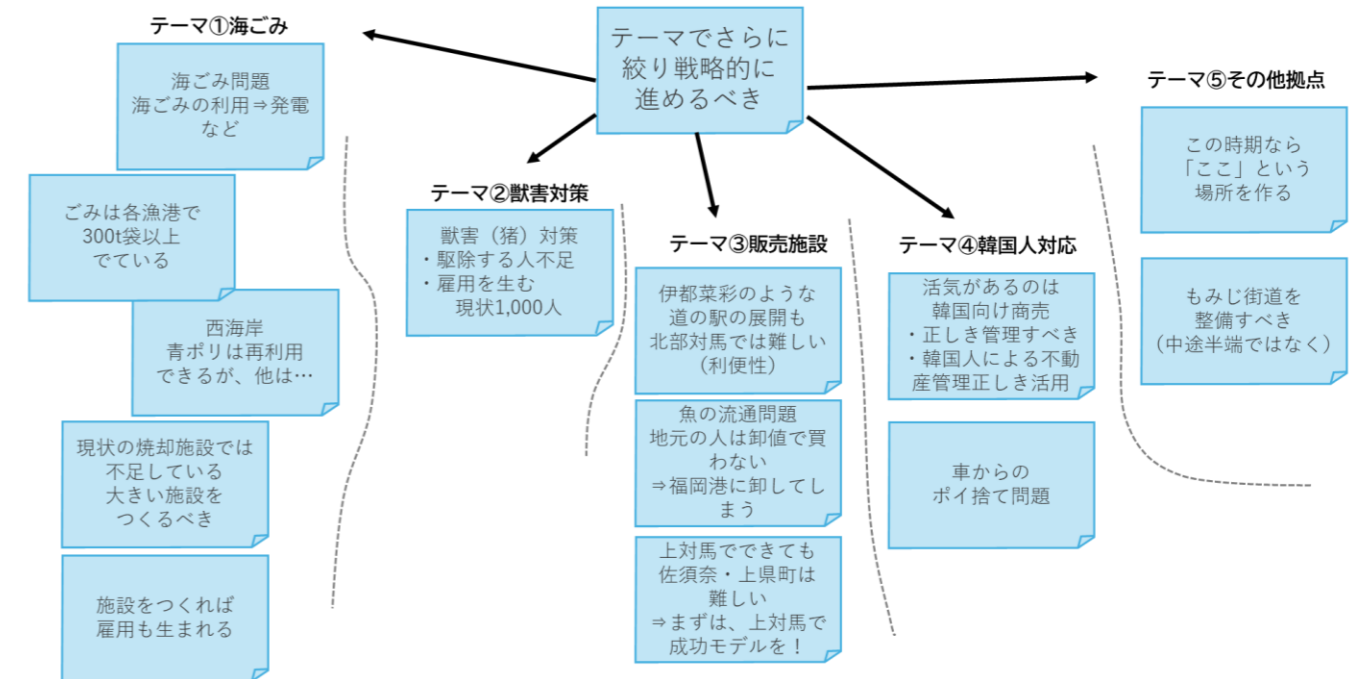 テーマでさらに
絞り戦略的に
進めるべき
テーマ①海ごみ
海ごみ問題
海ごみの利用⇒発電
など
ごみは各漁港で
300t袋以上
でている
西海岸
青ポリは再利用
できるが、他は…
現状の焼却施設では
不足している
大きい施設を
つくるべき
施設をつくれば
雇用も生まれる
テーマ②獣害対策
獣害（猪）対策
・駆除する人不足
・雇用を生む
現状1,000人
テーマ③販売施設
伊都菜彩のような
道の駅の展開も
北部対馬では難しい
（利便性）
魚の流通問題
地元の人は卸値で買
わない
⇒福岡港に卸してし
まう
上対馬でできても
佐須奈・上県町は
難しい
⇒まずは、上対馬で
成功モデルを！
テーマ④韓国人対応
活気があるのは
韓国向け商売
・正しき管理すべき
・韓国人による不動
産管理正しき活用
車からの
ポイ捨て問題
テーマ⑤その他拠点
この時期なら
「ここ」という
場所を作る
もみじ街道を
整備すべき
（中途半端ではなく）